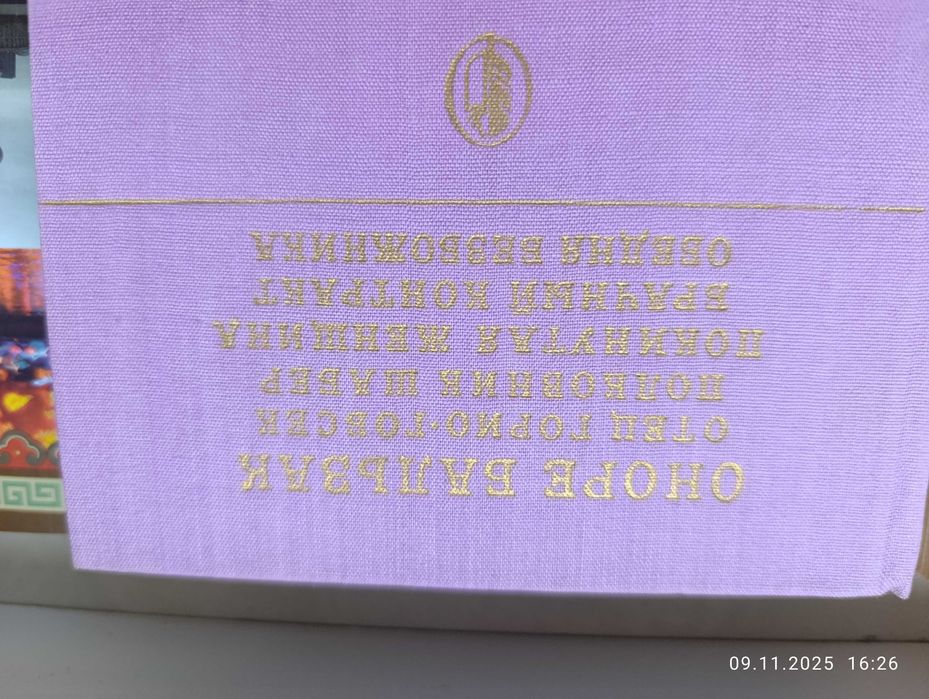 ОНОРЕ БАЛЬЗАК
ОТЕЦ ГОРИО·ГОБСЕК
ПОЛКОВНИК ШАБЕР
ПОКИНУТАЯ ЖЕНЩИНА
БРАЧНЫЙ КОНТРАКТ
ОБЕДНЯ БЕЗБОЖНИКА
09.11.2025 16:26